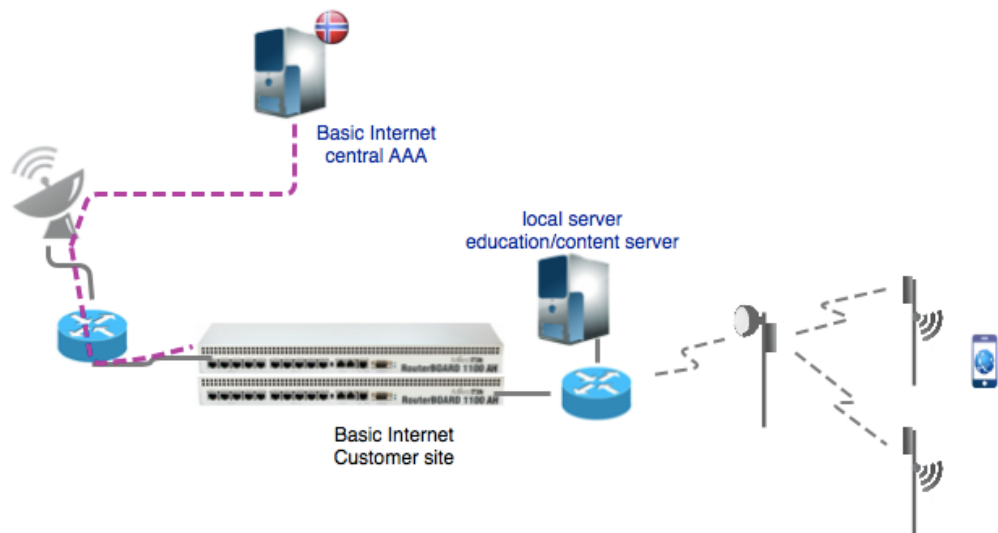 Basic Internet
central AAA
local server
education/content server
RouterBOARD 1100 AH
RouterBOARD 1100 AH
Basic Internet
Customer site